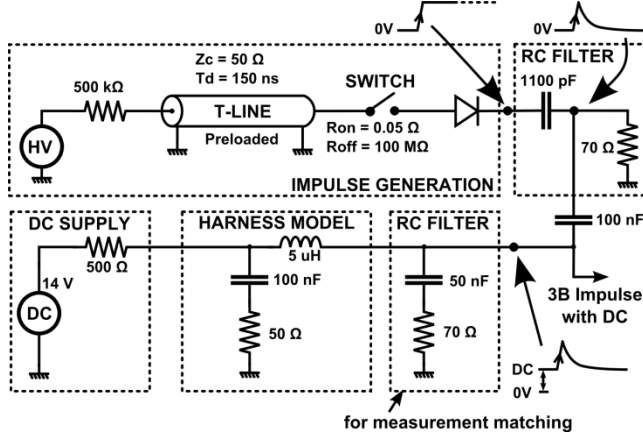 0V
0V
Zc = 50 Ω
Td = 150 ns
RC FILTER
1100 pF
500 kΩ
SWITCH
T-LINE
Preloaded
Ron = 0.05 Ω
Roff = 100 MΩ
HV
70 Ω
IMPULSE GENERATION
DC SUPPLY
HARNESS MODEL
RC FILTER
100 nF
500 Ω
5 uH
14 V
100 nF
50 nF
3B Impulse
with DC
DC
50 Ω
70 Ω
DC
0V
for measurement matching